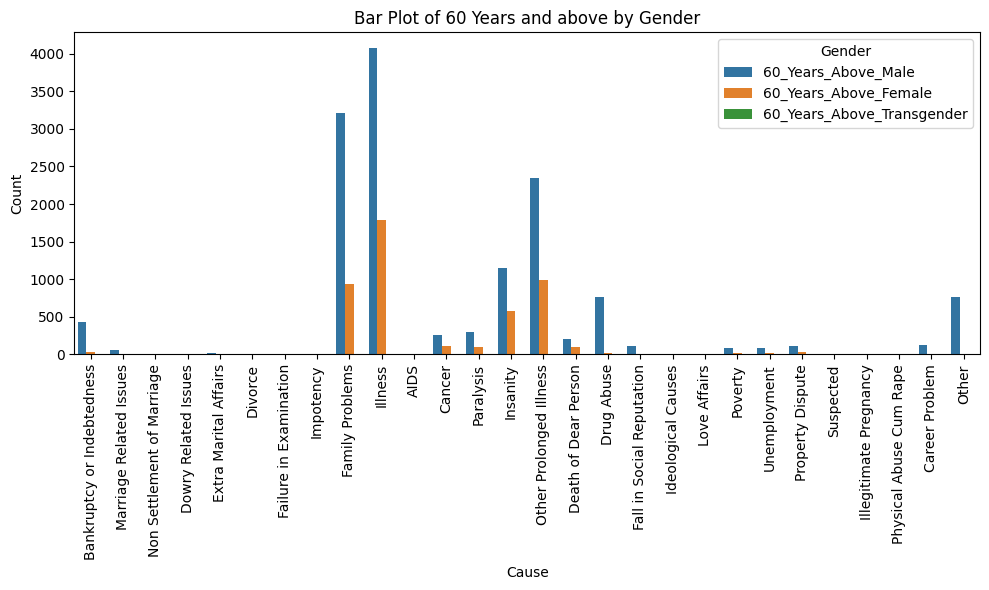 Bar Plot of 60 Years and above by Gender
Gender
60_Years_Above_Male
60_Years_Above_Female
60_Years_Above_Transgender
Count
4000
3500
3000
2500
2000
1500
1000
500
0
Bankruptcy or Indebtedness
Marriage Related Issues
Non Settlement of Marriage
Dowry Related Issues
Extra Marital Affairs
Divorce
Failure in Examination
Impotency
Family Problems
Illness
AIDS
Cancer
Paralysis
Insanity
Other Prolonged Illness
Death of Dear Person
Drug Abuse
Fall in Social Reputation
Ideological Causes
Love Affairs
Poverty
Unemployment
Property Dispute
Suspected
Illegitimate Pregnancy
Physical Abuse Cum Rape
Career Problem
Other
Cause